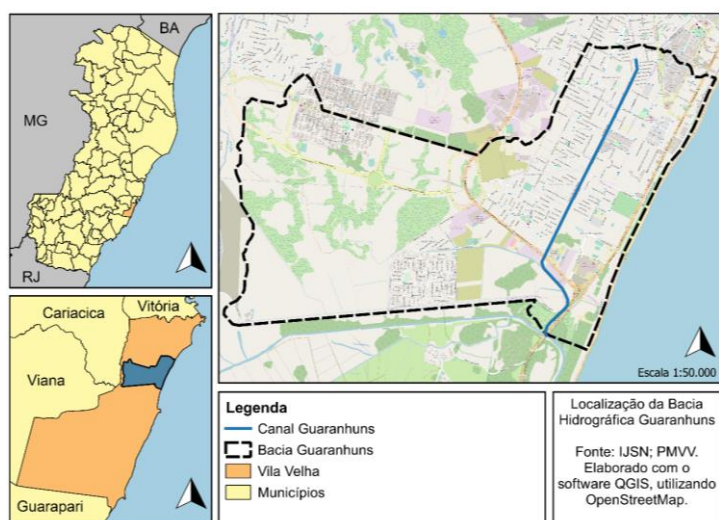 BA
MG
RJ
Cariacica
Vitória
Viana
Guarapari
Escala 1:50.000
Legenda
Canal Guaranhuns
Bacia Guaranhuns
Vila Velha
Municípios
Localização da Bacia
Hidrográfica Guaranhuns
Fonte: IJSN; PMVV.
Elaborado com o
software QGIS, utilizando
OpenStreetMap.